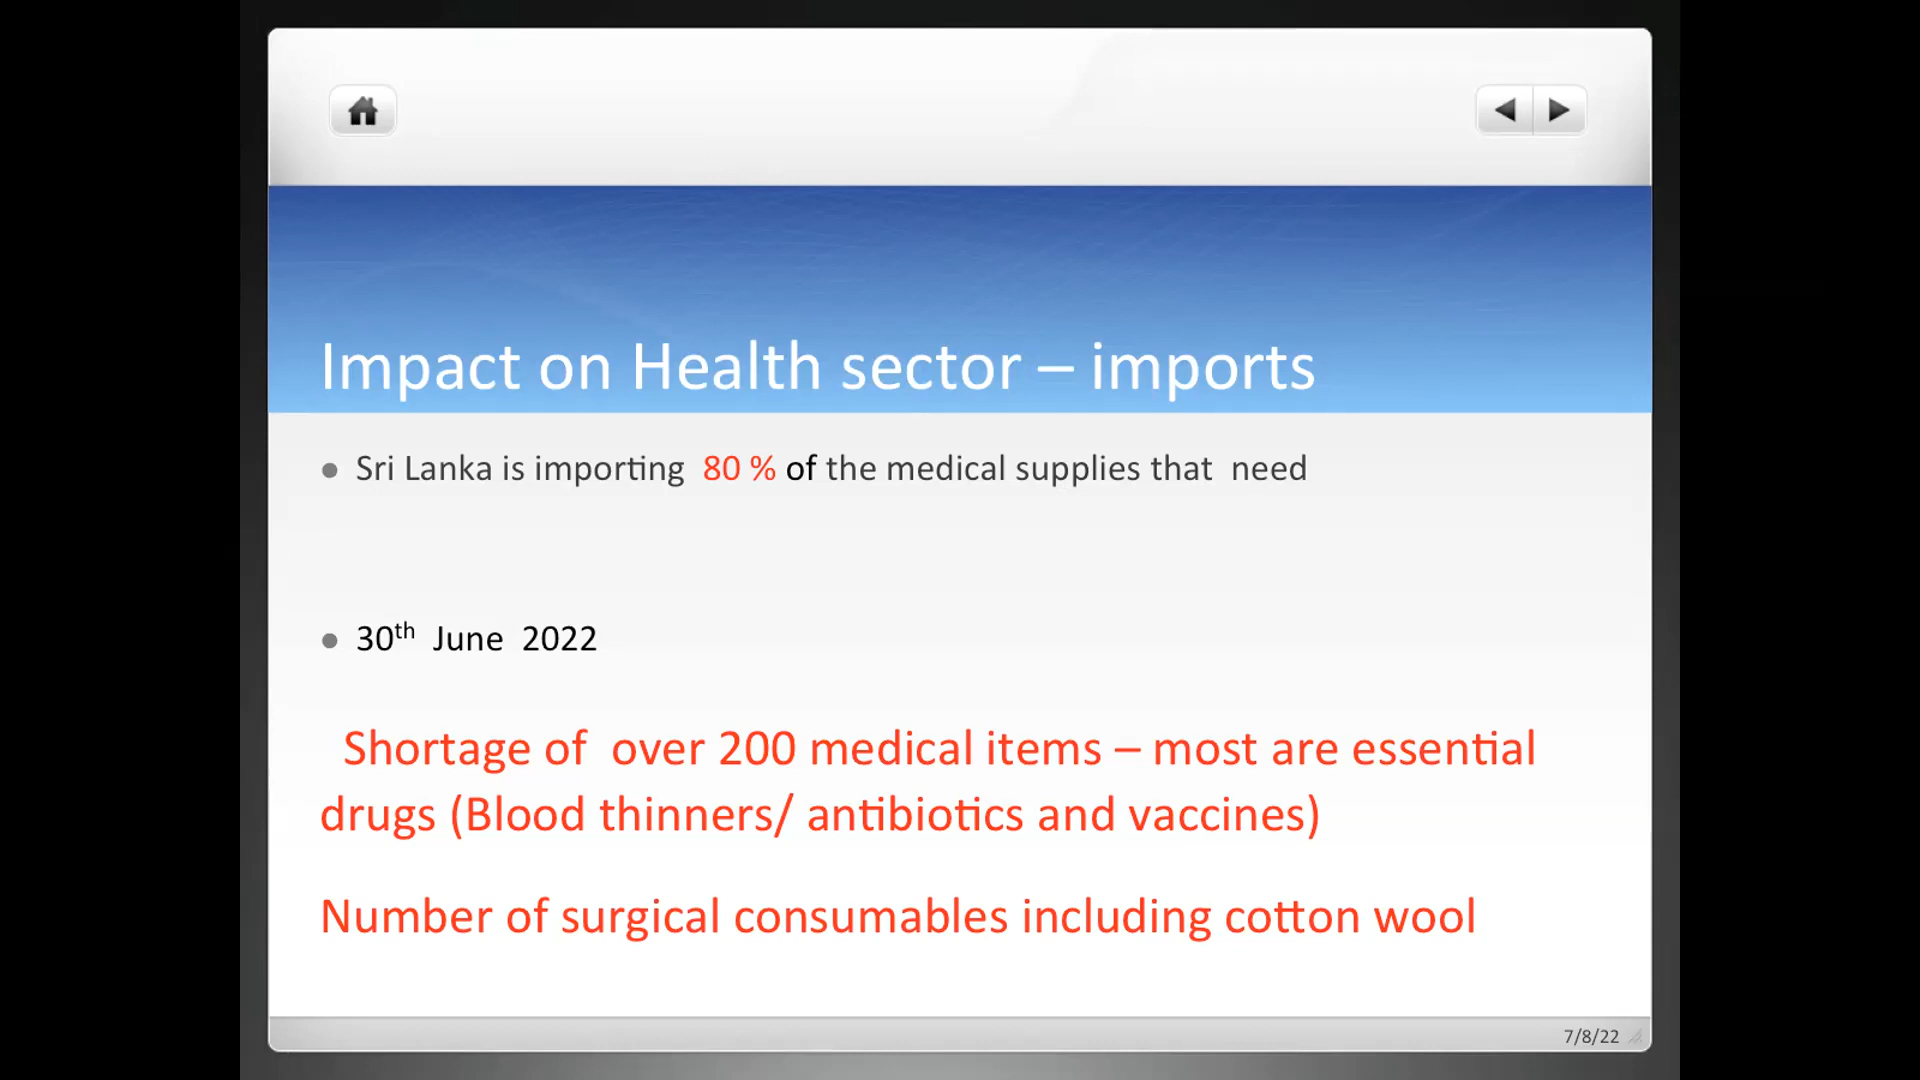 Impact on Health sector – imports
Sri Lanka is importing 80 % of the medical supplies that need
30th June 2022
Shortage of over 200 medical items – most are essential
drugs (Blood thinners/ antibiotics and vaccines)
Number of surgical consumables including cotton wool
7/8/22